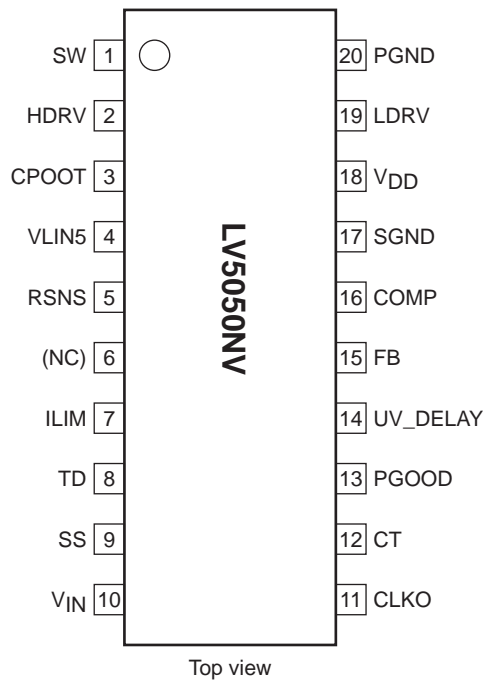 SW 1
HDRV 2
CPOOT 3
VLIN5 4
RSNS 5
(NC) 6
ILIM 7
TD 8
SS 9
VIN 10
LV5050NV
20 PGND
19 LDRV
18 VDD
17 SGND
16 COMP
15 FB
14 UV_DELAY
13 PGOOD
12 CT
11 CLKO
Top view